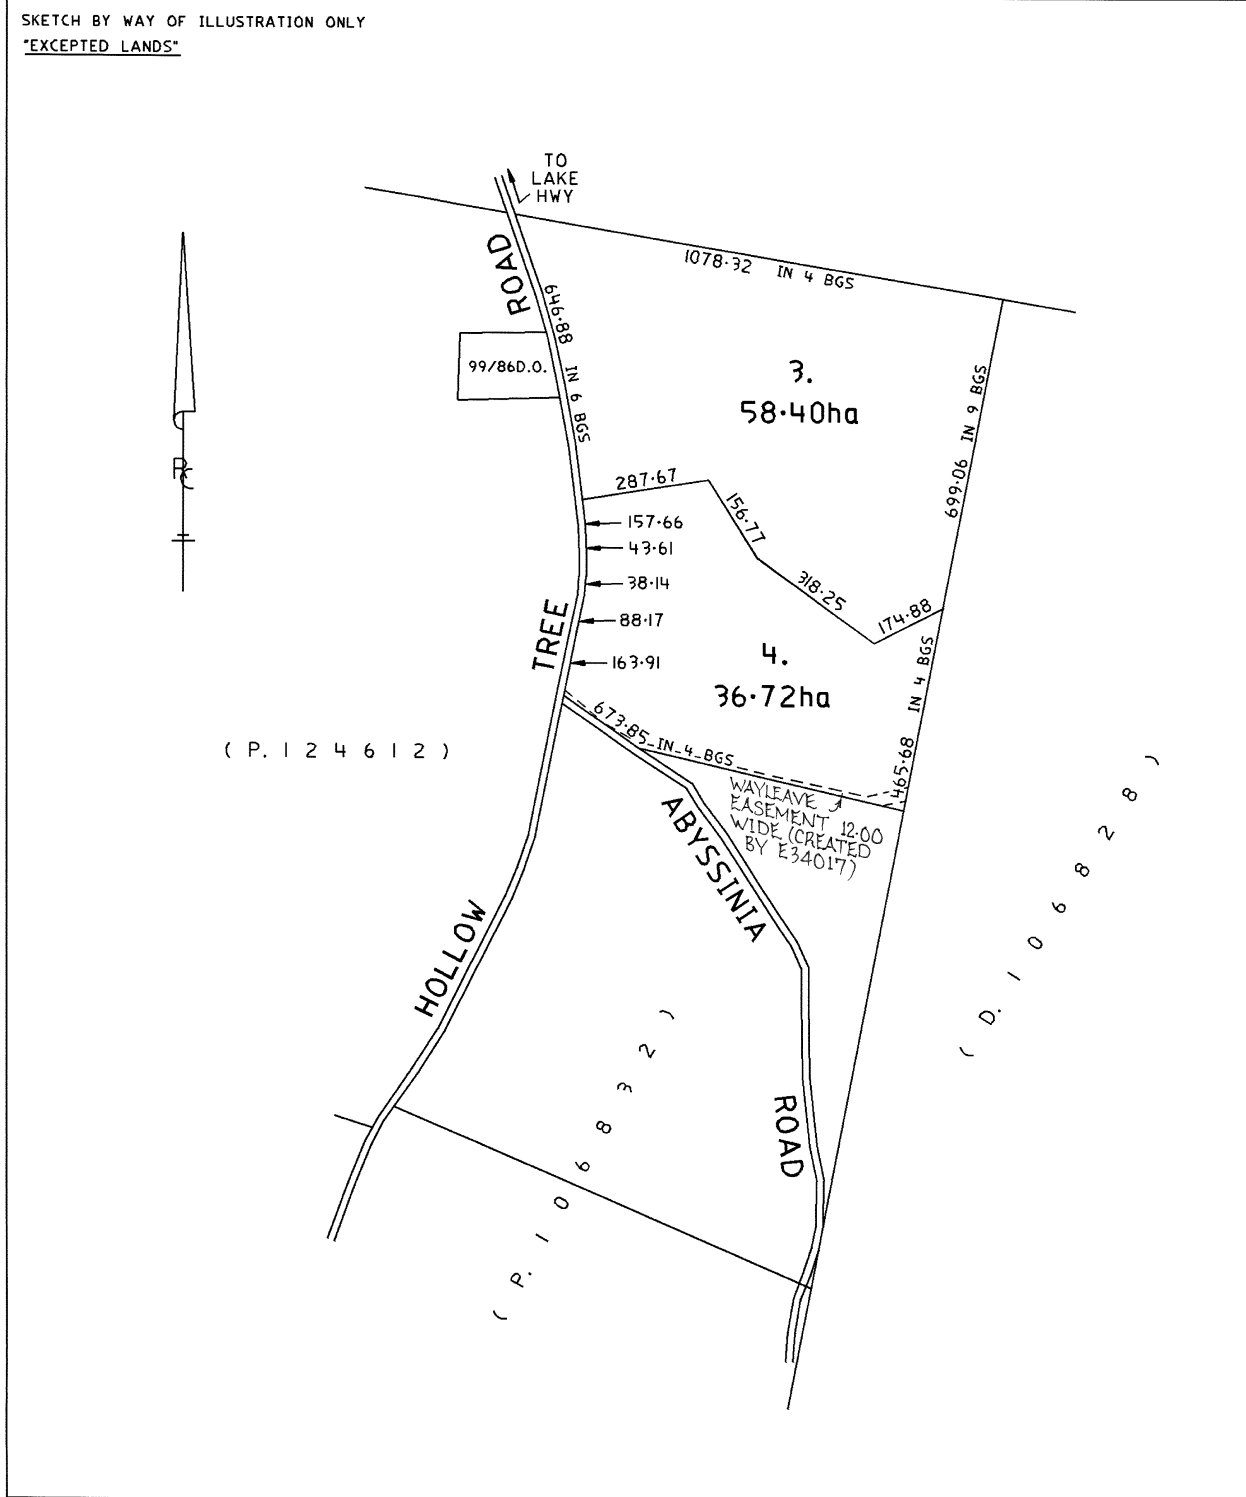 SKETCH BY WAY OF ILLUSTRATION ONLY
"EXCEPTED LANDS"
TO
LAKE
HWY
ROAD
1078·32 IN 4 BGS
646·88 IN 6 BGS
99/86D.O.
3.
58·40ha
699·06 IN 9 BGS
287·67
156·77
157·66
43·61
38·14
318·25
174·88
88·17
TREE
163·91
4.
36·72ha
465·68 IN 4 BGS
673·85 IN 4 BGS
(P. 124612)
WAYLEAVE
EASEMENT 12·00
WIDE (CREATED
BY E34017)
ABYSSINIA
HOLLOW
(D. 106828)
(P. 106832)
ROAD